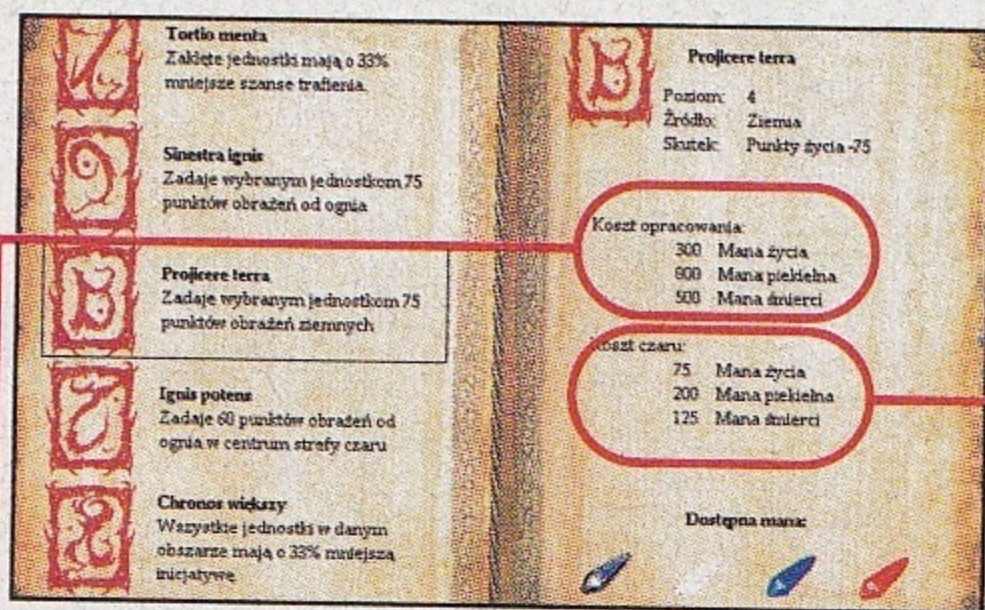 Tortio menta
Zaklęte jednostki mają o 33%
mniejsze szanse trafienia.
Sinestra ignis
Zadaje wybranym jednostkom 75
punktów obrażeń od ognia
Projicere terra
Zadaje wybranym jednostkom 75
punktów obrażeń ziemnych
Ignis potens
Zadaje 60 punktów obrażeń od
ognia w centrum strefy czaru
Chronos większy
Wszystkie jednostki w danym
obszarze mają o 33% mniejszą
inicjatywę
Projicere terra
Poziom: 4
Źródło: Ziemia
Skutek: Punkty życia -75
Koszt opracowania:
300 Mana życia
800 Mana piekielna
500 Mana śmierci
Koszt czaru:
75 Mana życia
200 Mana piekielna
125 Mana śmierci
Dostępna mana: